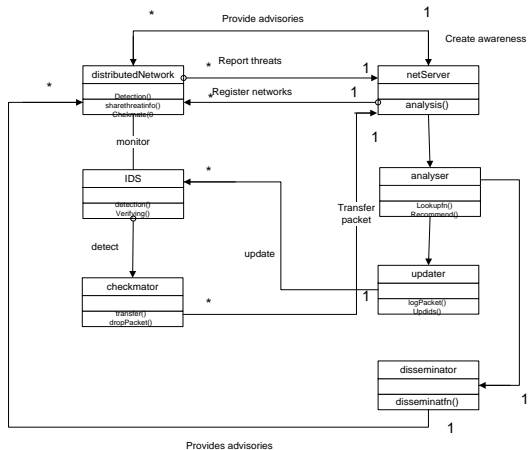 *
Provide advisories
1
Create awareness
distributedNetwork
Detection()
sharethreatinfo()
Chekmate()
*
Report threats
1
netServer
analysis()
*
Register networks
1
*
1
monitor
IDS
detection()
Verifying()
*
Transfer
packet
analyser
Lookupfn()
Recommend()
detect
update
checkmator
transfer()
dropPacket()
*
1
updater
logPacket()
Updids()
disseminator
disseminatfn()
1
1
Provides advisories